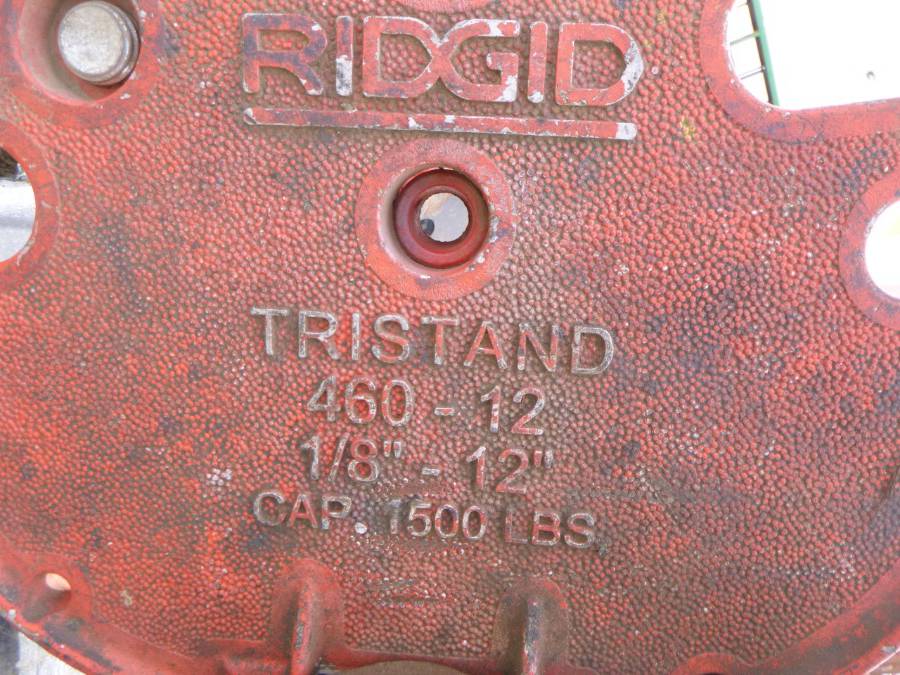 RIDGID
TRISTAND
460 - 12
1/8" - 12"
CAP. 1500 LBS